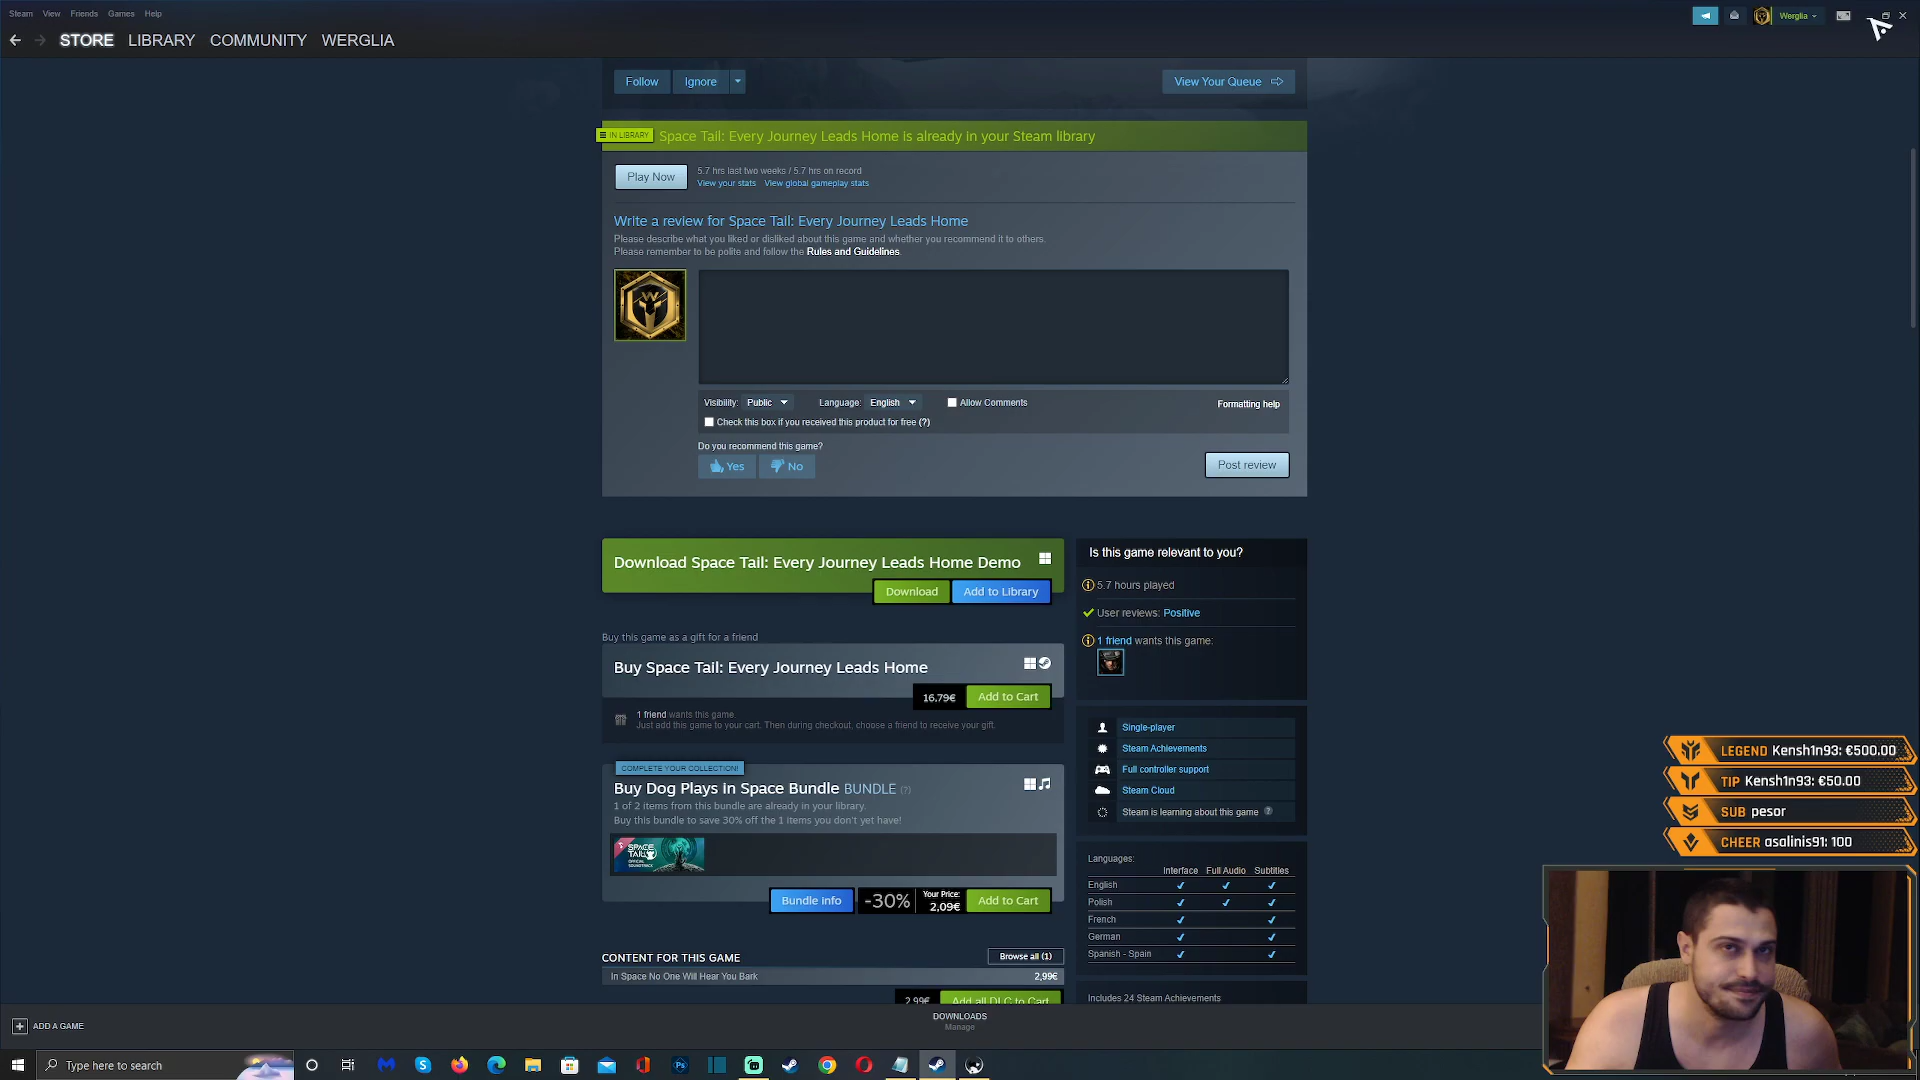 Steam View Friends Games Help
Werglia
STORE LIBRARY COMMUNITY WERGLIA
Follow Ignore View Your Queue
IN LIBRARY Space Tail: Every Journey Leads Home is already in your Steam library
Play Now
5.7 hrs last two weeks / 5.7 hrs on record
View your stats View global gameplay stats
Write a review for Space Tail: Every Journey Leads Home
Please describe what you liked or disliked about this game and whether you recommend it to others.
Please remember to be polite and follow the Rules and Guidelines.
W
Visibility: Public Language: English Allow Comments Formatting help
Check this box if you received this product for free (?)
Do you recommend this game?
Yes No Post review
Download Space Tail: Every Journey Leads Home Demo
Download Add to Library
Buy this game as a gift for a friend
Buy Space Tail: Every Journey Leads Home
16,79€ Add to Cart
1 friend wants this game.
Just add this game to your cart. Then during checkout, choose a friend to receive your gift.
COMPLETE YOUR COLLECTION!
Buy Dog Plays in Space Bundle BUNDLE (?)
1 of 2 items from this bundle are already in your library.
Buy this bundle to save 30% off the 1 items you don't yet have!
SPACE
TAIL
Bundle info -30% Your Price:
2,09€ Add to Cart
CONTENT FOR THIS GAME Browse all (1)
In Space No One Will Hear You Bark 2,99€
2,99€ Add all DLC to Cart
Is this game relevant to you?
5.7 hours played
User reviews: Positive
1 friend wants this game:
Single-player
Steam Achievements
Full controller support
Steam Cloud
Steam is learning about this game ?
Languages:
Interface Full Audio Subtitles
English
Polish
French
German
Spanish - Spain
Includes 24 Steam Achievements
LEGEND Kensh1n93: €500.00
TIP Kensh1n93: €50.00
SUB pesor
CHEER asalinis91: 100
ADD A GAME
DOWNLOADS
Manage
Type here to search
Ps